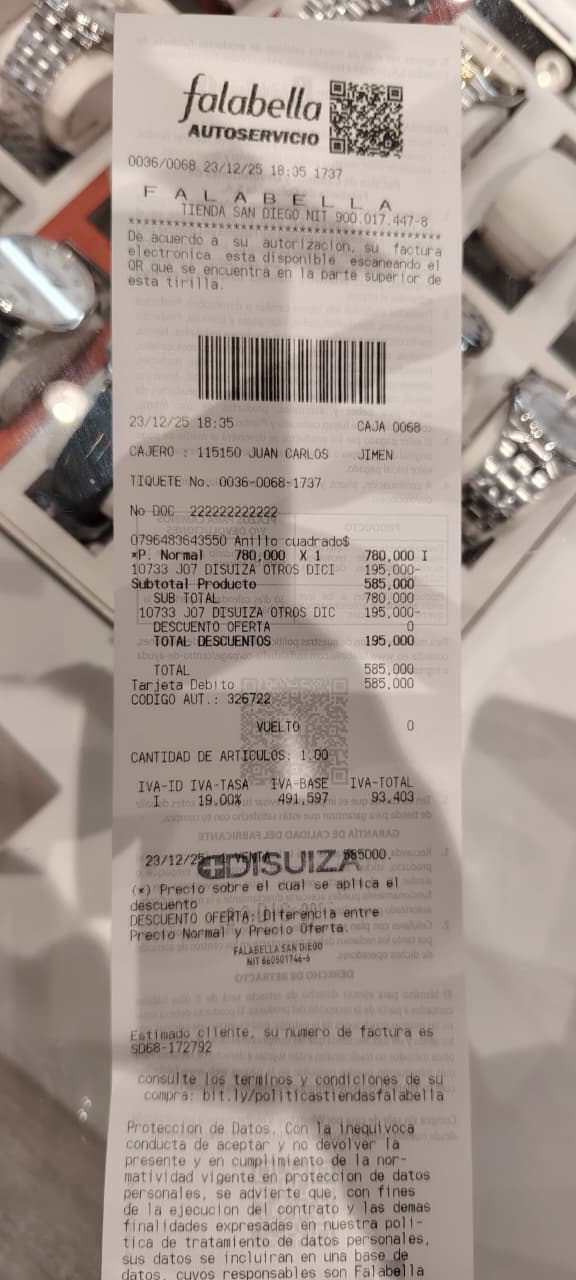 falabella
AUTOSERVICIO
0036/0068 23/12/25 18:35 1737
F A L A B E L L A
TIENDA SAN DIEGO NIT 900.017.447-8
****************************************
De acuerdo a su autorizacion, su factura
electronica esta disponible escaneando el
QR que se encuentra en la parte superior de
esta tirilla.
23/12/25 18:35 CAJA 0068
CAJERO : 115150 JUAN CARLOS JIMEN
TIQUETE No. 0036-0068-1737
No DOC 222222222222
0796483643550 Anillo cuadrado$
*P. Normal 780,000 X 1 780,000 I
10733 J07 DISUIZA OTROS DICI 195,000-
Subtotal Producto 585,000
SUB TOTAL 780,000
10733 J07 DISUIZA OTROS DIC 195,000-
DESCUENTO OFERTA 0
TOTAL DESCUENTOS 195,000
TOTAL 585,000
Tarjeta Debito 585,000
CODIGO AUT.: 326722
VUELTO 0
CANTIDAD DE ARTICULOS: 1.00
IVA-ID IVA-TASA IVA-BASE IVA-TOTAL
I 19.00% 491,597 93,403
23/12/25 VENTA 585000.
DISUIZA
(*) Precio sobre el cual se aplica el
descuento
DESCUENTO OFERTA: Diferencia entre
Precio Normal y Precio Oferta.
FALABELLA SAN DIEGO
NIT 860501746-6
Estimado cliente, su numero de factura es
SD68-172792
consulte los terminos y condiciones de su
compra: bit.ly/politicastiendasfalabella
Proteccion de Datos. Con la inequivoca
conducta de aceptar y no devolver la
presente y en cumplimiento de la nor-
matividad vigente en proteccion de datos
personales, se advierte que, con fines
de la ejecucion del contrato y las demas
finalidades expresadas en nuestra poli-
tica de tratamiento de datos personales,
sus datos se incluiran en una base de
datos, cuyos responsables son Falabella